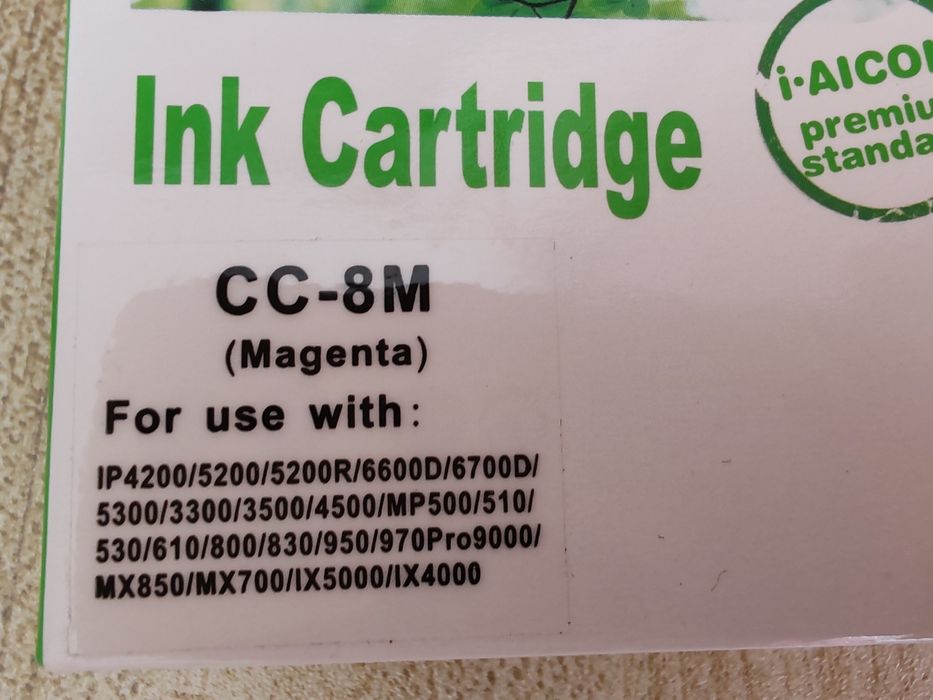 Ink Cartridge
i·AICON
premiu
standa
CC-8M
(Magenta)
For use with:
IP4200/5200/5200R/6600D/6700D/
5300/3300/3500/4500/MP500/510/
530/610/800/830/950/970Pro9000/
MX850/MX700/IX5000/IX4000